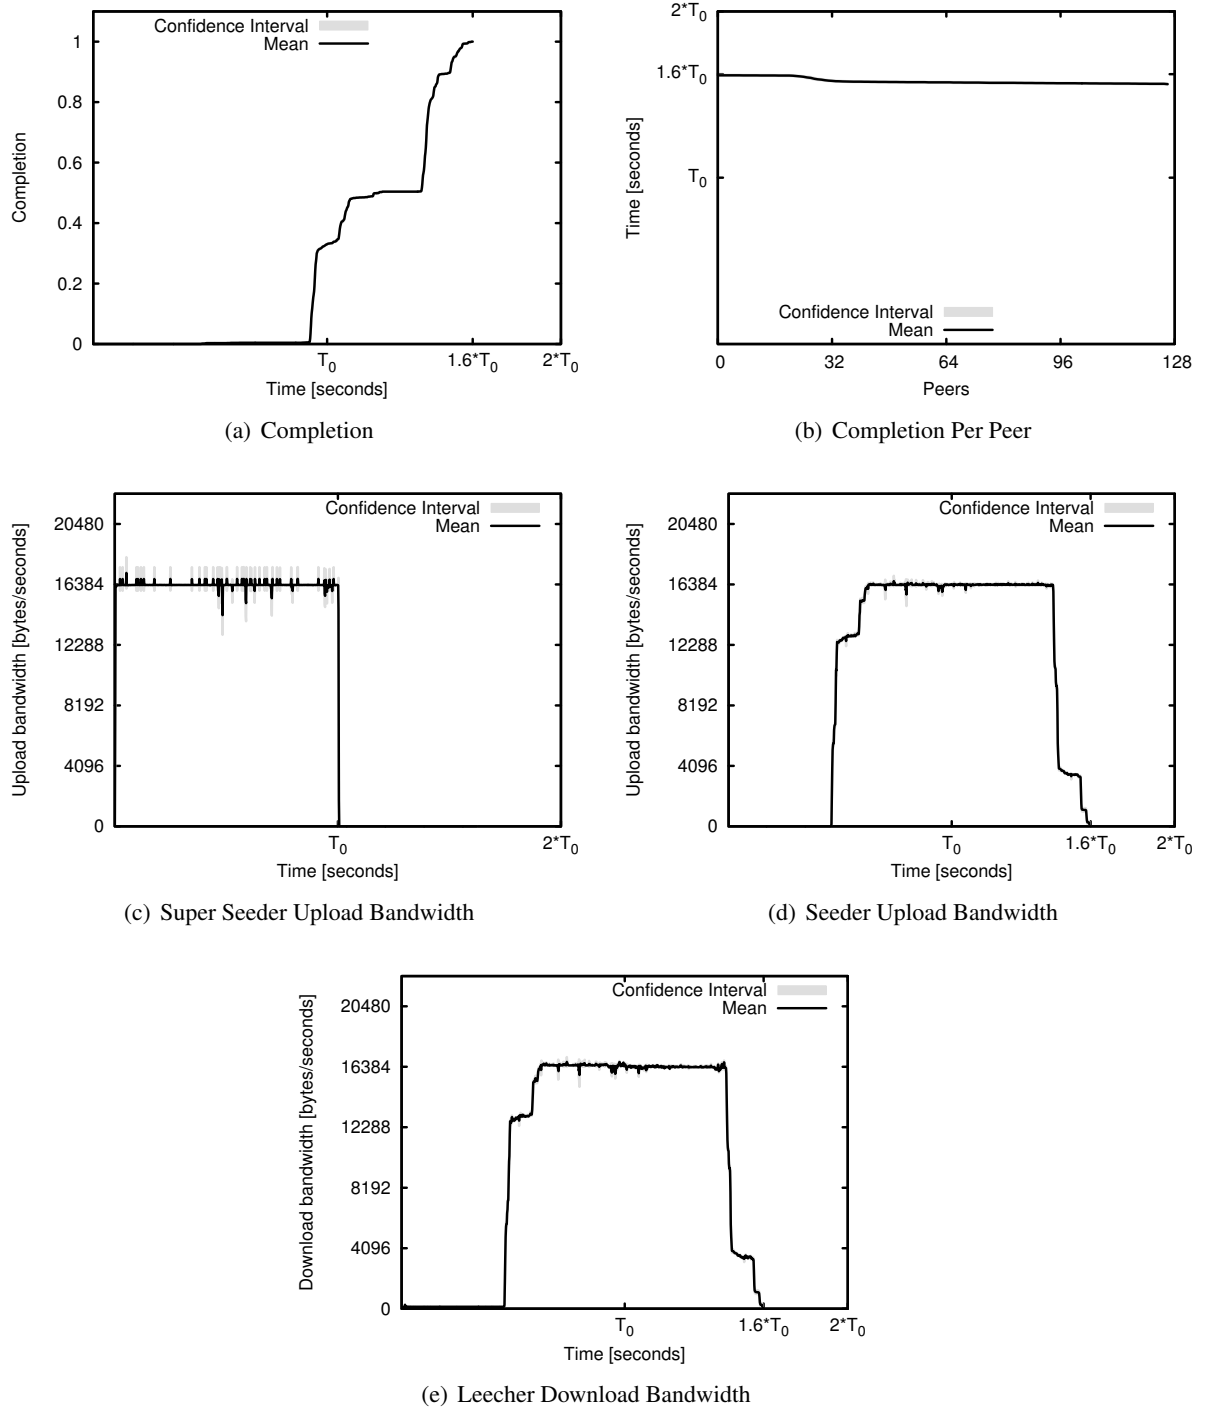 Confidence Interval
Mean
1
0.8
0.6
0.4
0.2
0
Completion
T0 1.6*T0 2*T0
Time [seconds]
(a) Completion
2*T0
1.6*T0
T0
Time [seconds]
Confidence Interval
Mean
0 32 64 96 128
Peers
(b) Completion Per Peer
Confidence Interval
Mean
20480
16384
12288
8192
4096
0
Upload bandwidth [bytes/seconds]
T0 2*T0
Time [seconds]
(c) Super Seeder Upload Bandwidth
Confidence Interval
Mean
20480
16384
12288
8192
4096
0
Upload bandwidth [bytes/seconds]
T0 1.6*T0 2*T0
Time [seconds]
(d) Seeder Upload Bandwidth
Confidence Interval
Mean
20480
16384
12288
8192
4096
0
Download bandwidth [bytes/seconds]
T0 1.6*T0 2*T0
Time [seconds]
(e) Leecher Download Bandwidth